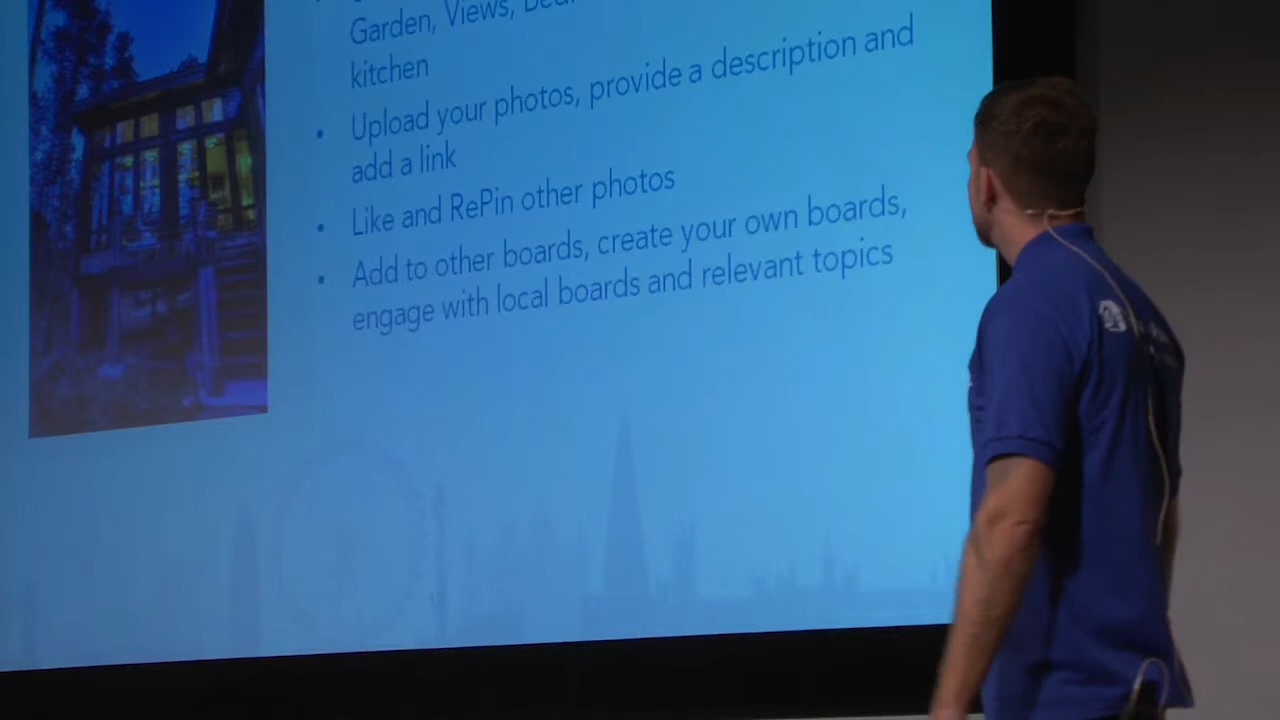 Garden, Views,
kitchen
• Upload your photos, provide a description and
add a link
• Like and RePin other photos
• Add to other boards, create your own boards,
engage with local boards and relevant topics